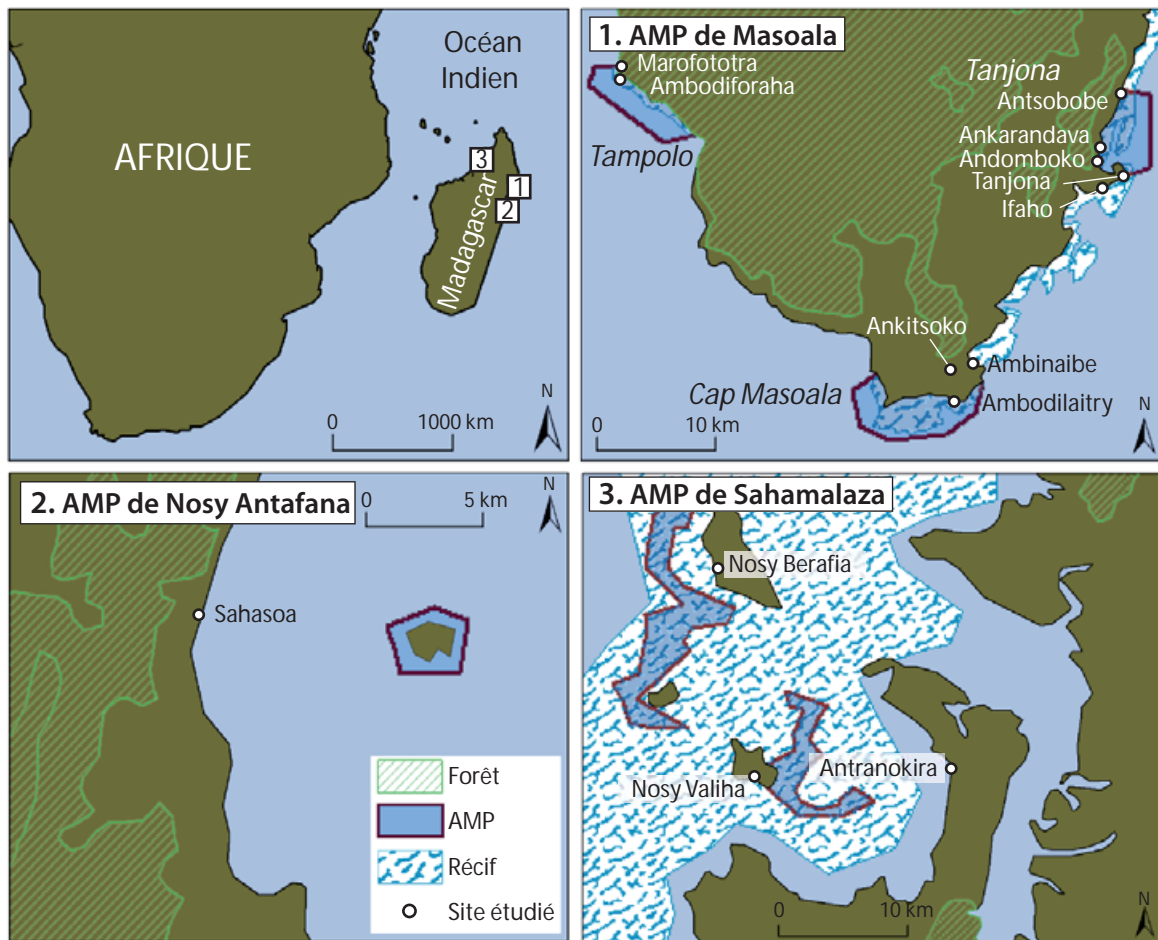 Océan
Indien
AFRIQUE
3
1
2
Madagascar
0 1000 km
N
1. AMP de Masoala
Marofototra
Ambodiforaha
Tampolo
Tanjona
Antsobobe
Ankarandava
Andomboko
Tanjona
Ifaho
Ankitsoko
Ambinaibe
Cap Masoala
Ambodilaitry
0 10 km
N
2. AMP de Nosy Antafana
0 5 km
N
Sahasoa
Forêt
AMP
Récif
Site étudié
3. AMP de Sahamalaza
Nosy Berafia
Antranokira
Nosy Valiha
0 10 km
N